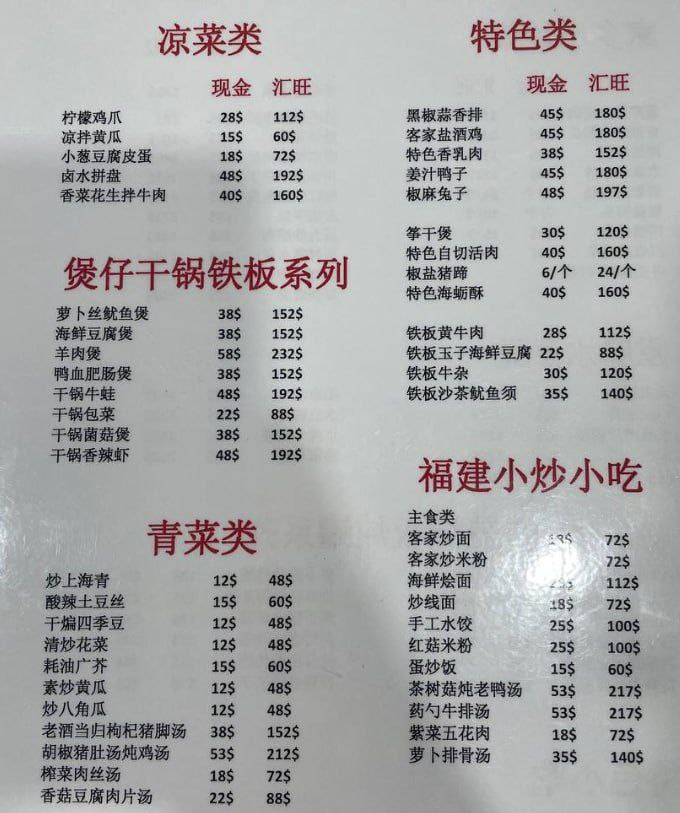 凉菜类
现金 汇旺
柠檬鸡爪 28$ 112$
凉拌黄瓜 15$ 60$
小葱豆腐皮蛋 18$ 72$
卤水拼盘 48$ 192$
香菜花生拌牛肉 40$ 160$
煲仔干锅铁板系列
萝卜丝鱿鱼煲 38$ 152$
海鲜豆腐煲 38$ 152$
羊肉煲 58$ 232$
鸭血肥肠煲 38$ 152$
干锅牛蛙 48$ 192$
干锅包菜 22$ 88$
干锅菌菇煲 38$ 152$
干锅香辣虾 48$ 192$
青菜类
炒上海青 12$ 48$
酸辣土豆丝 15$ 60$
干煸四季豆 12$ 48$
清炒花菜 12$ 48$
耗油广芥 15$ 60$
素炒黄瓜 12$ 48$
炒八角瓜 12$ 48$
老酒当归枸杞猪脚汤 38$ 152$
胡椒猪肚汤炖鸡汤 53$ 212$
榨菜肉丝汤 18$ 72$
香菇豆腐肉片汤 22$ 88$
特色类
现金 汇旺
黑椒蒜香排 45$ 180$
客家盐酒鸡 45$ 180$
特色香乳肉 38$ 152$
姜汁鸭子 45$ 180$
椒麻兔子 48$ 197$
筝干煲 30$ 120$
特色自切活肉 40$ 160$
椒盐猪蹄 6/个 24/个
特色海蛎酥 40$ 160$
铁板黄牛肉 28$ 112$
铁板玉子海鲜豆腐 22$ 88$
铁板牛杂 30$ 120$
铁板沙茶鱿鱼须 35$ 140$
福建小炒小吃
主食类
客家炒面 18$ 72$
客家炒米粉 72$
海鲜烩面 112$
炒线面 18$ 72$
手工水饺 25$ 100$
红菇米粉 25$ 100$
蛋炒饭 15$ 60$
茶树菇炖老鸭汤 53$ 217$
药勺牛排汤 53$ 217$
紫菜五花肉 18$ 72$
萝卜排骨汤 35$ 140$